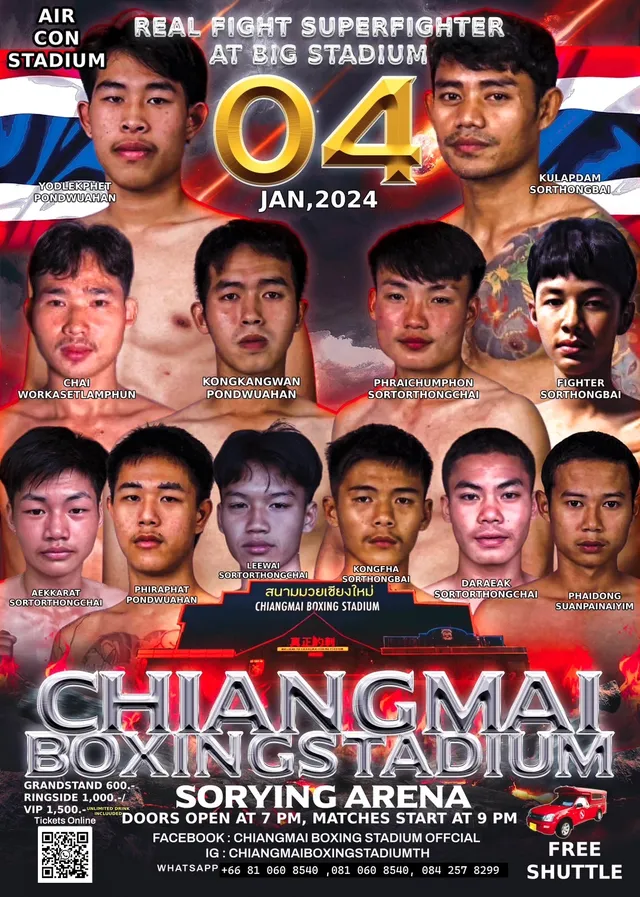 AIR
CON
STADIUM
REAL FIGHT SUPERFIGHTER
AT BIG STADIUM
04
JAN,2024
YODLEKPHET
PONDWUAHAN
KULAPDAM
SORTHONGBAI
CHAI
WORKASETLAMPHUN
KONGKANGWAN
PONDWUAHAN
PHRAICHUMPHON
SORTORTHONGCHAI
FIGHTER
SORTHONGBAI
AEKKARAT
SORTORTHONGCHAI
PHIRAPHAT
PONDWUAHAN
LEEWAI
SORTORTHONGCHAI
KONGFHA
SORTHONGBAI
DARAEAK
SORTORTHONGCHAI
PHAIDONG
SUANPAINAIYIM
สนามมวยเชียงใหม่
CHIANGMAI BOXING STADIUM
CHIANGMAI
BOXINGSTADIUM
GRANDSTAND 600.-
RINGSIDE 1,000.-/
VIP 1,500.- UNLIMITED DRINK
INCLUUDED
Tickets Online
SORYING ARENA
DOORS OPEN AT 7 PM, MATCHES START AT 9 PM
FACEBOOK : CHIANGMAI BOXING STADIUM OFFCIAL
IG : CHIANGMAIBOXINGSTADIUMTH
WHATSAPP +66 81 060 8540 ,081 060 8540, 084 257 8299
FREE
SHUTTLE